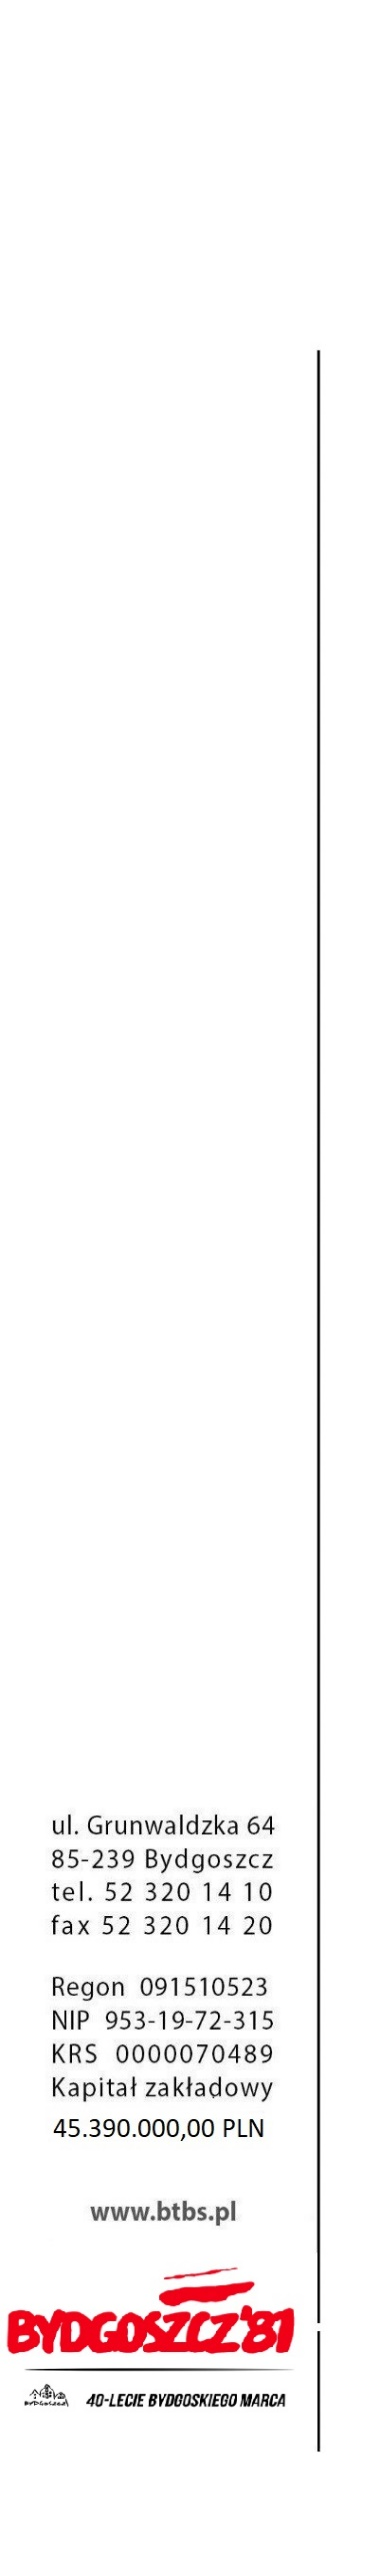 ul. Grunwaldzka 64
85-239 Bydgoszcz
tel. 52 320 14 10
fax 52 320 14 20
Regon 091510523
NIP 953-19-72-315
KRS 0000070489
Kapitał zakładowy
45.390.000,00 PLN
www.btbs.pl
BYDGOSZCZ'81
BYDGOSZCZ
40-LECIE BYDGOSKIEGO MARCA